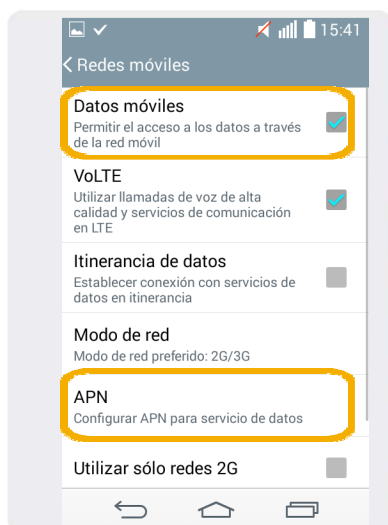 15:41
Redes móviles
Datos móviles
Permitir el acceso a los datos a través
de la red móvil
VoLTE
Utilizar llamadas de voz de alta
calidad y servicios de comunicación
en LTE
Itinerancia de datos
Establecer conexión con servicios de
datos en itinerancia
Modo de red
Modo de red preferido: 2G/3G
APN
Configurar APN para servicio de datos
Utilizar sólo redes 2G